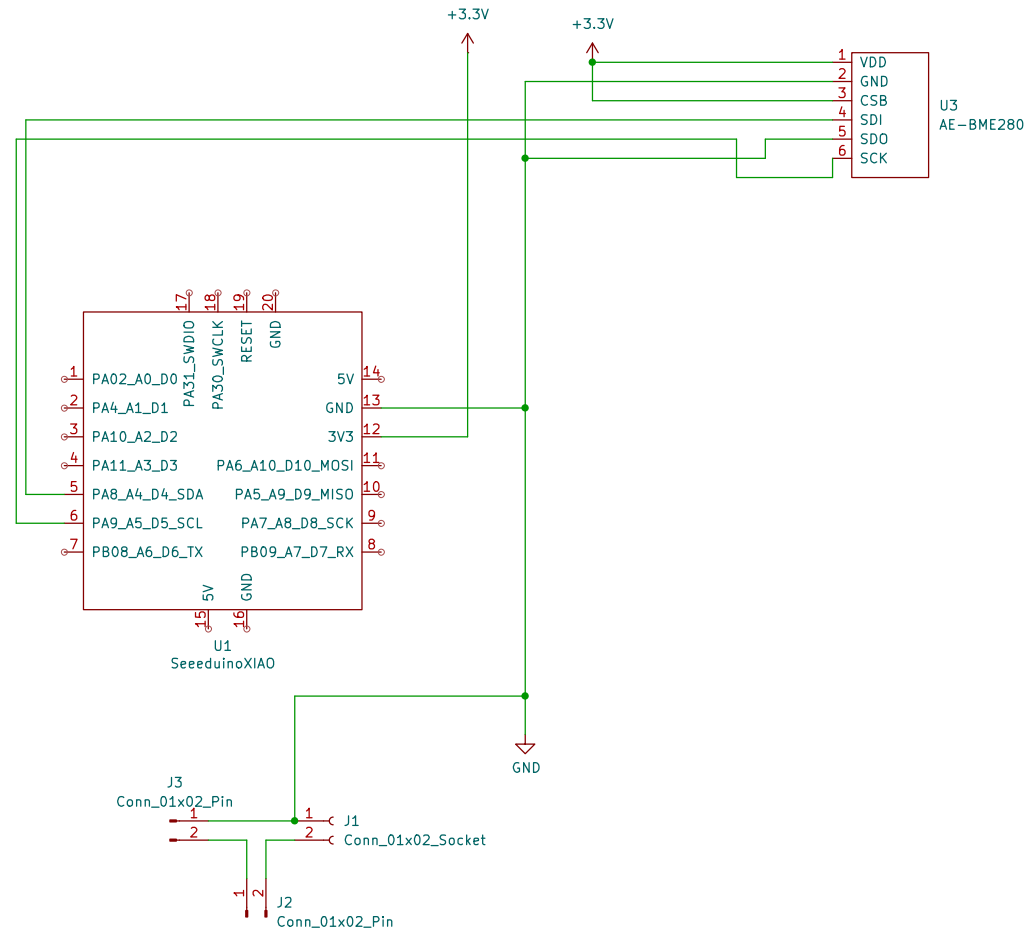 +3.3V
+3.3V
1 VDD
2 GND
3 CSB
4 SDI
5 SDO
6 SCK
U3
AE-BME280
17 18 19 20
PA31_SWDIO
PA30_SWCLK
RESET
GND
1 PA02_A0_D0
2 PA4_A1_D1
3 PA10_A2_D2
4 PA11_A3_D3
5 PA8_A4_D4_SDA
6 PA9_A5_D5_SCL
7 PB08_A6_D6_TX
5V 14
GND 13
3V3 12
PA6_A10_D10_MOSI 11
PA5_A9_D9_MISO 10
PA7_A8_D8_SCK 9
PB09_A7_D7_RX 8
5V
GND
15 16
U1
SeeeduinoXIAO
GND
J3
Conn_01x02_Pin
1
2
1
2
J1
Conn_01x02_Socket
1 2
J2
Conn_01x02_Pin